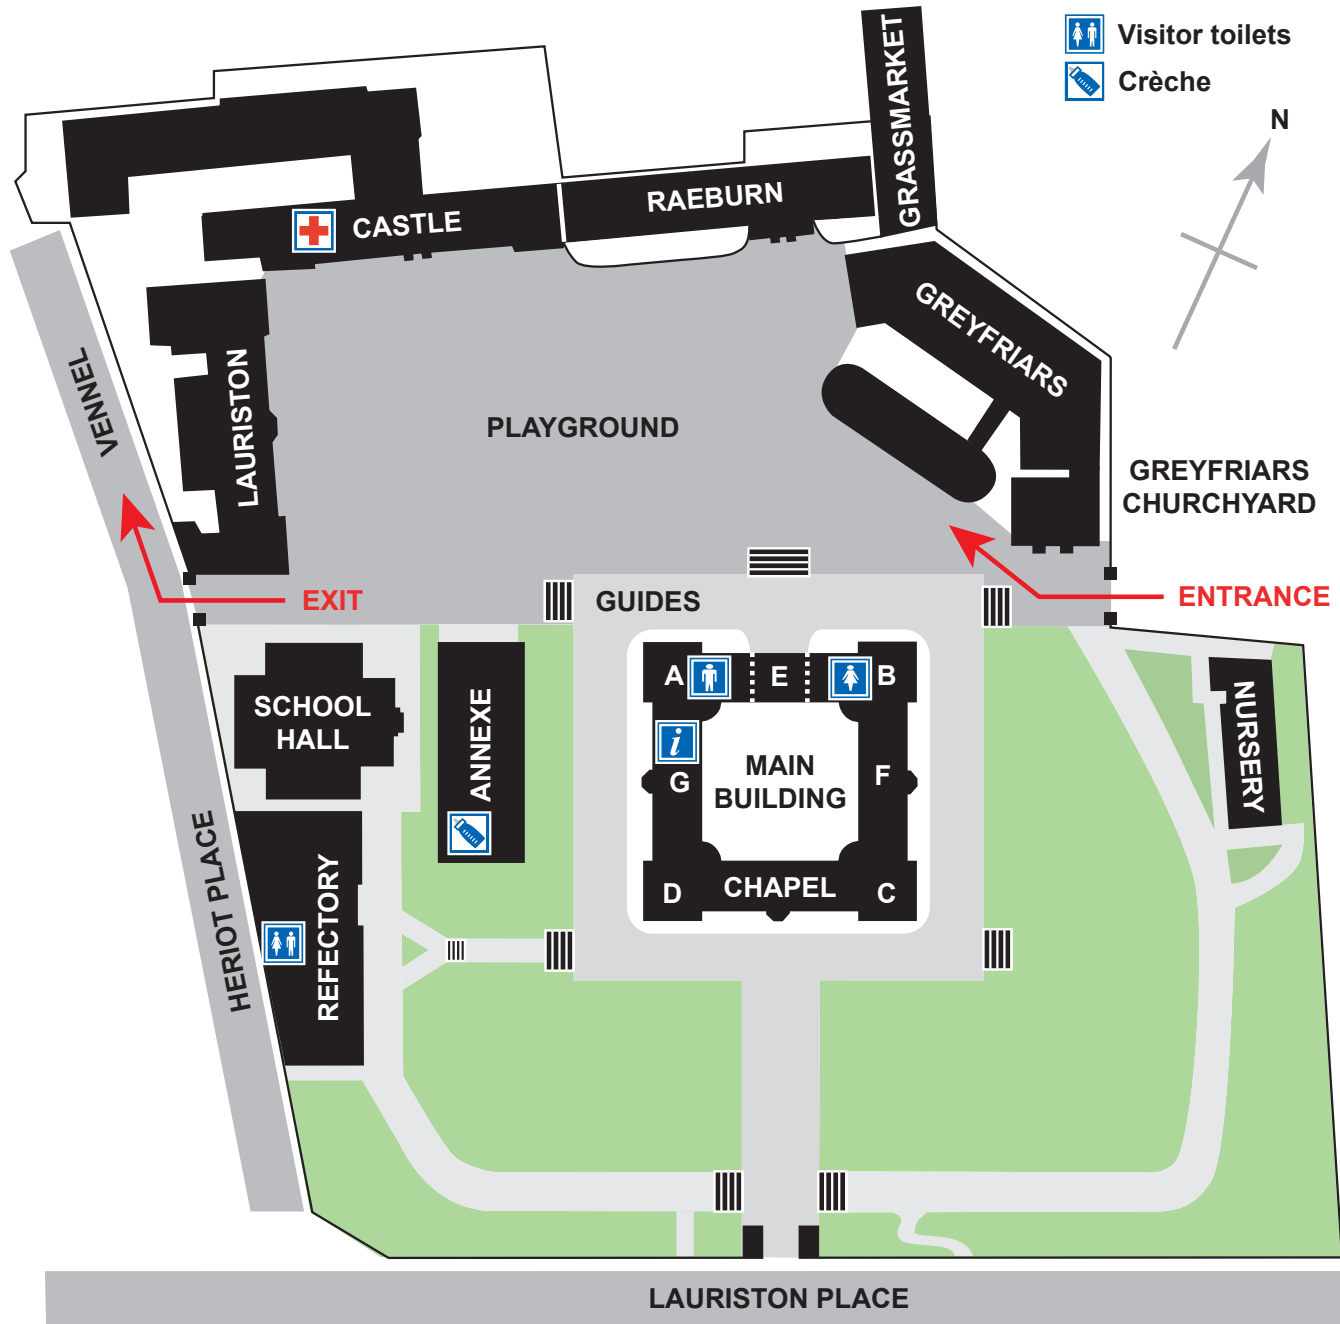 Visitor toilets
Crèche
N
GRASSMARKET
RAEBURN
CASTLE
GREYFRIARS
VENNEL
LAURISTON
PLAYGROUND
GREYFRIARS
CHURCHYARD
EXIT
GUIDES
ENTRANCE
A
E
B
SCHOOL
HALL
ANNEXE
NURSERY
i
G
MAIN
BUILDING
F
HERIOT PLACE
REFECTORY
D
CHAPEL
C
LAURISTON PLACE